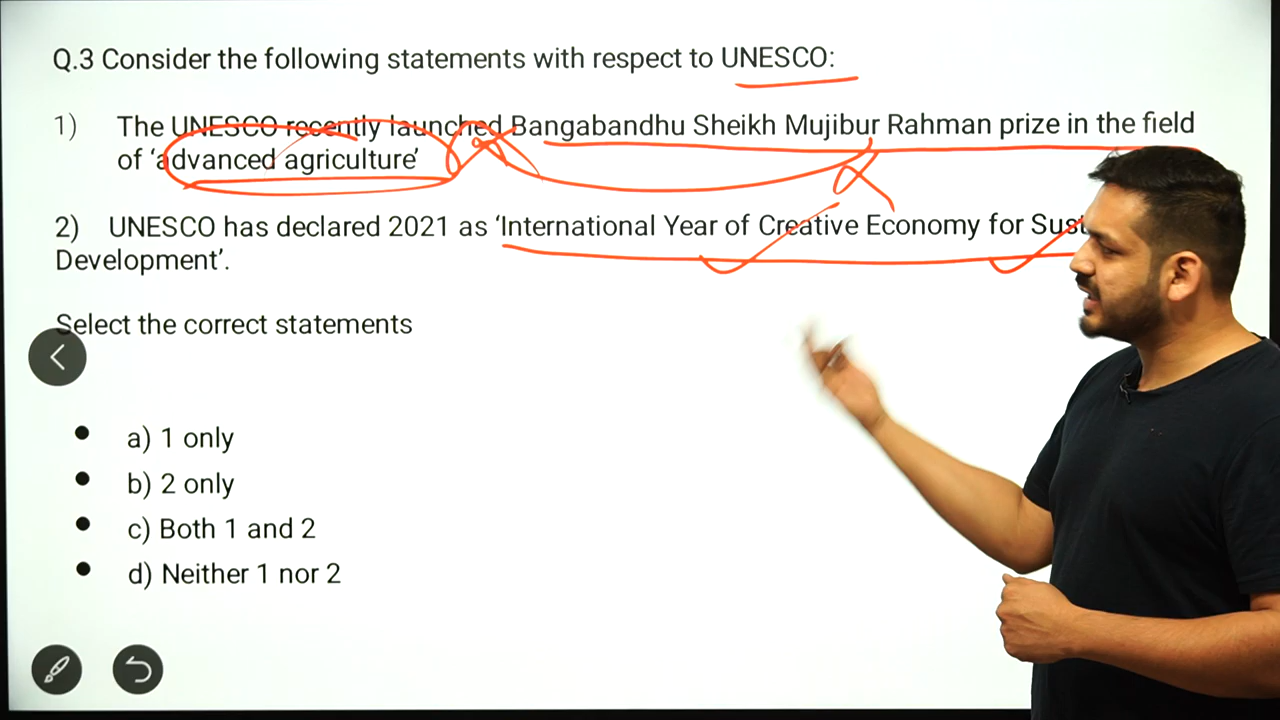 Q.3 Consider the following statements with respect to UNESCO:
1) The UNESCO recently launched Bangabandhu Sheikh Mujibur Rahman prize in the field
of ‘advanced agriculture’
2) UNESCO has declared 2021 as ‘International Year of Creative Economy for
Development’.
Select the correct statements
a) 1 only
b) 2 only
c) Both 1 and 2
d) Neither 1 nor 2